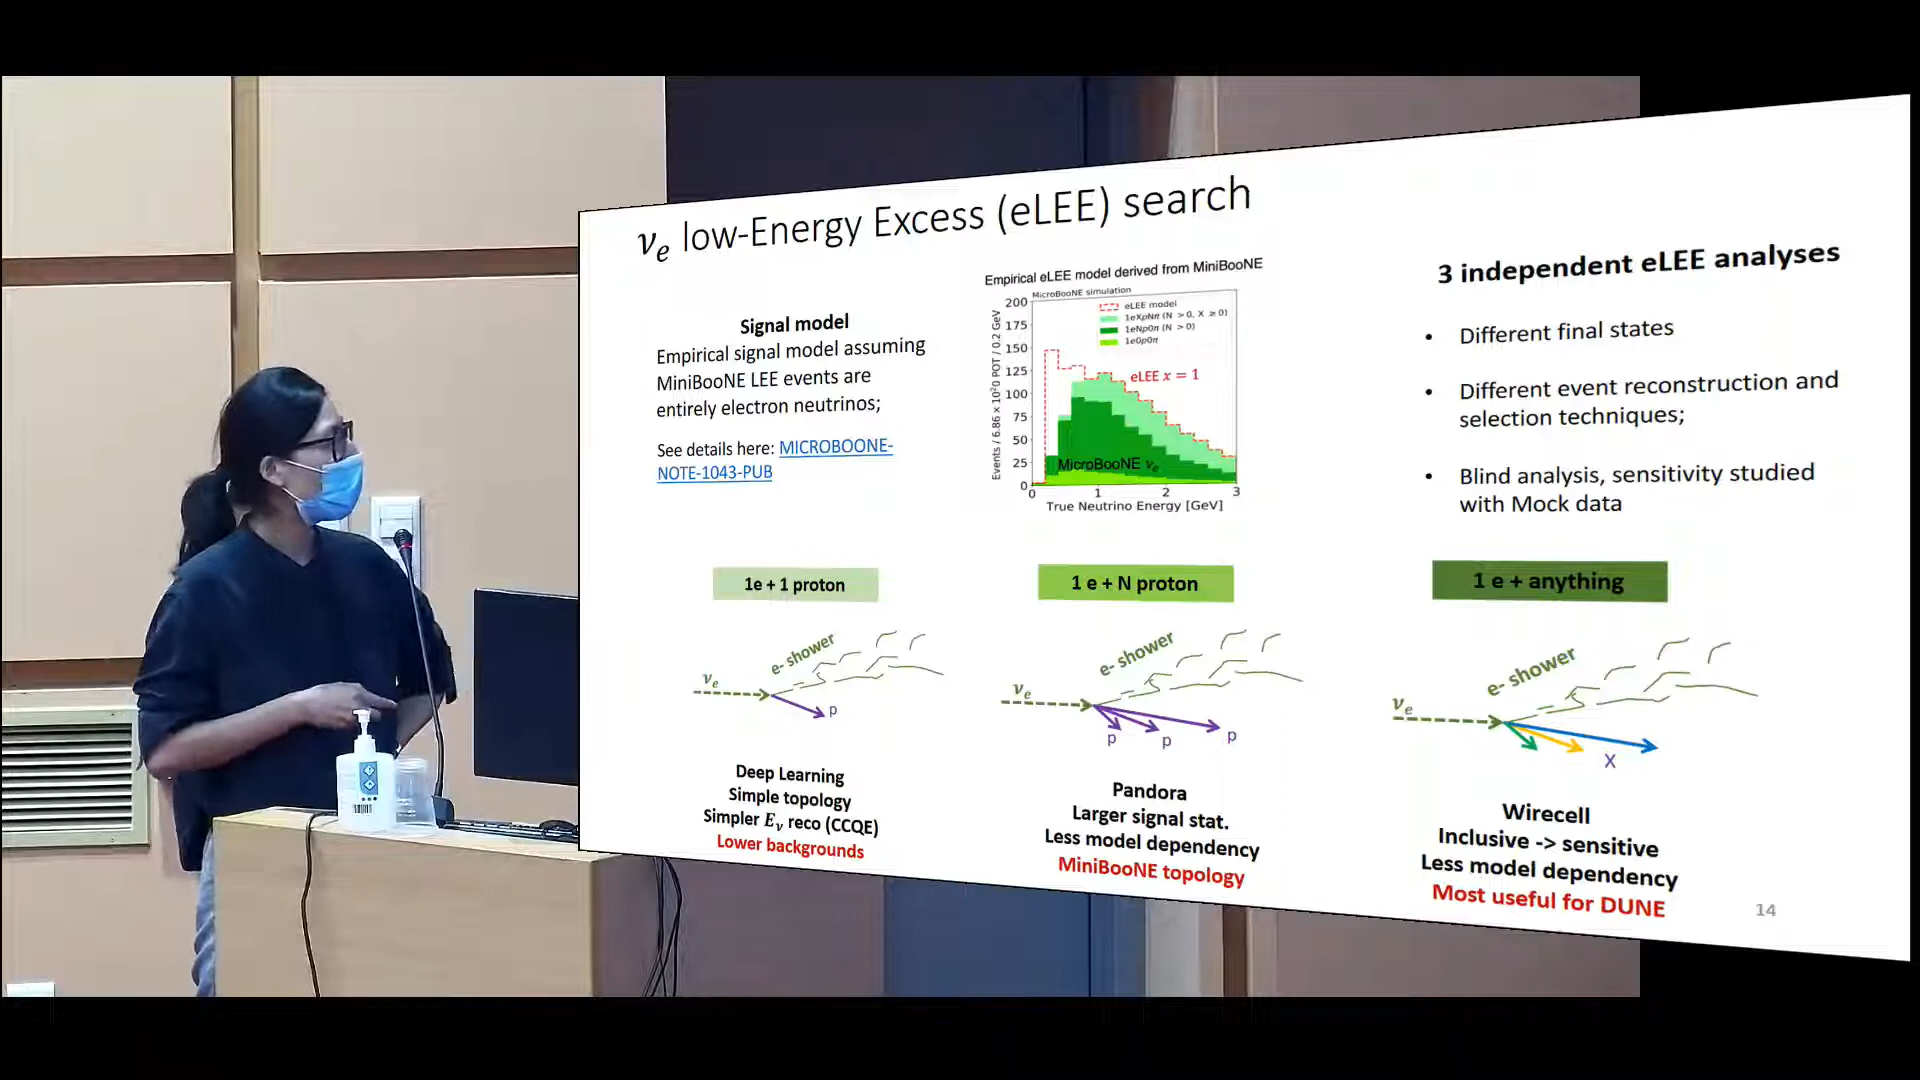 νe low-Energy Excess (eLEE) search
Signal model
Empirical signal model assuming
MiniBooNE LEE events are
entirely electron neutrinos;
See details here: MICROBOONE-
NOTE-1043-PUB
Empirical eLEE model derived from MiniBooNE
MicroBooNE simulation
eLEE model
1eXpNπ (N > 0, X ≥ 0)
1eNp0π (N > 0)
1e0p0π
eLEE x = 1
MicroBooNE νe
Events / 6.86 × 10^20 POT / 0.2 GeV
200
175
150
125
100
75
50
25
0
0 1 2 3
True Neutrino Energy [GeV]
3 independent eLEE analyses
• Different final states
• Different event reconstruction and
selection techniques;
• Blind analysis, sensitivity studied
with Mock data
1e + 1 proton
νe
e- shower
p
Deep Learning
Simple topology
Simpler Eν reco (CCQE)
Lower backgrounds
1 e + N proton
νe
e- shower
p p p
Pandora
Larger signal stat.
Less model dependency
MiniBooNE topology
1 e + anything
νe
e- shower
X
Wirecell
Inclusive -> sensitive
Less model dependency
Most useful for DUNE
14